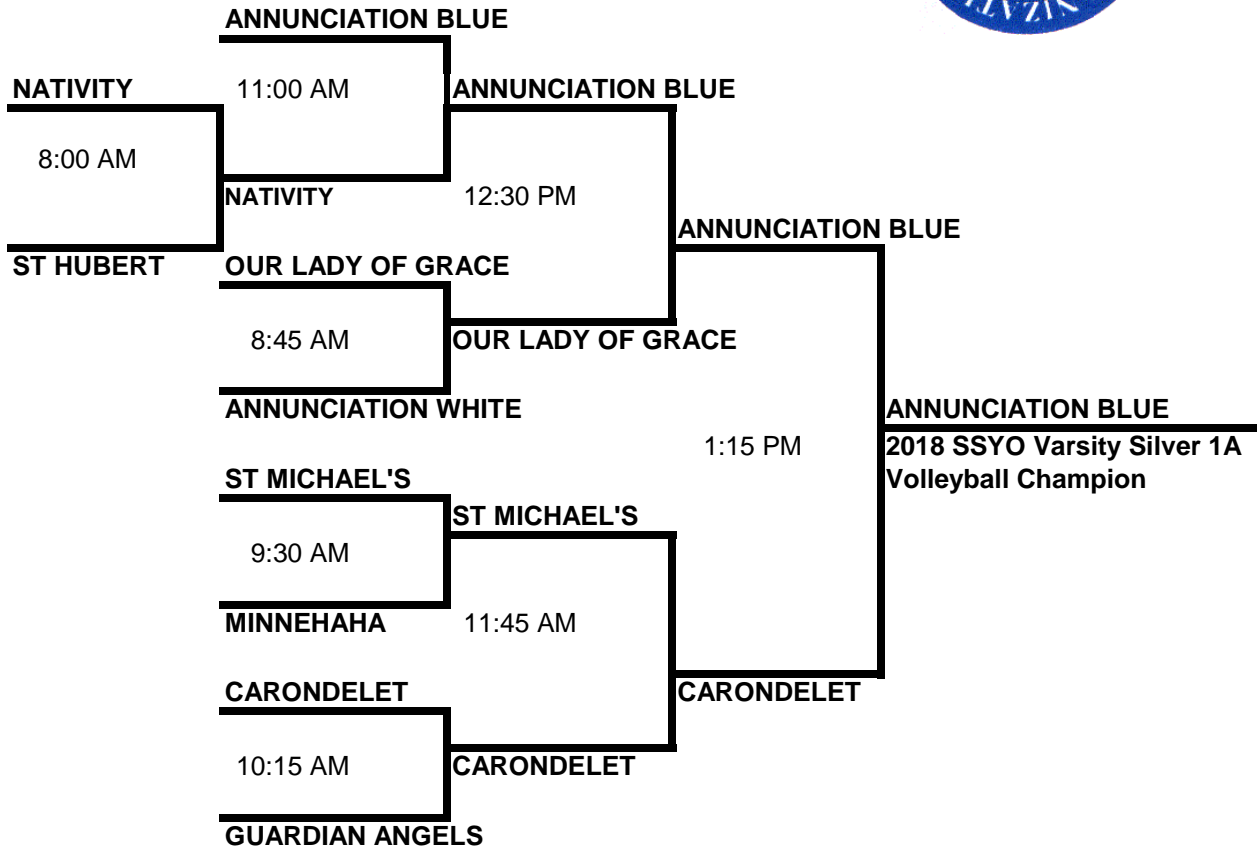 ANNUNCIATION BLUE
NATIVITY
11:00 AM
ANNUNCIATION BLUE
8:00 AM
NATIVITY
12:30 PM
ANNUNCIATION BLUE
ST HUBERT
OUR LADY OF GRACE
8:45 AM
OUR LADY OF GRACE
ANNUNCIATION WHITE
ANNUNCIATION BLUE
1:15 PM
2018 SSYO Varsity Silver 1A
Volleyball Champion
ST MICHAEL'S
ST MICHAEL'S
9:30 AM
MINNEHAHA
11:45 AM
CARONDELET
CARONDELET
10:15 AM
CARONDELET
GUARDIAN ANGELS